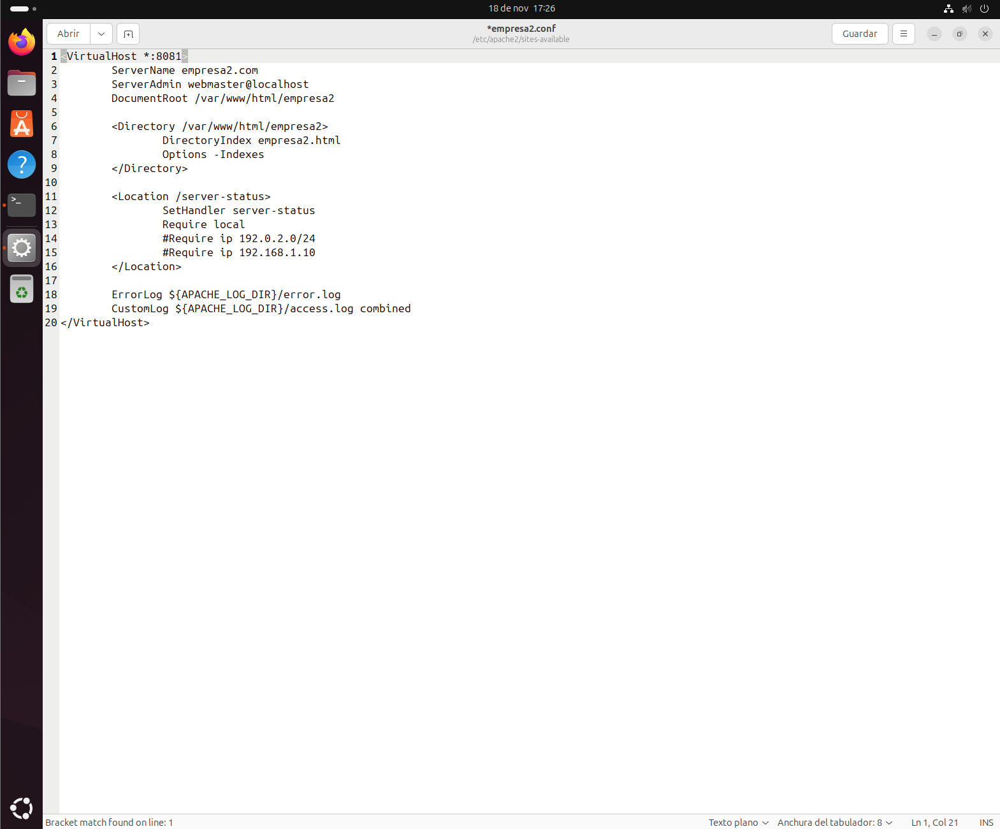 18 de nov 17:26
Abrir
*empresa2.conf
/etc/apache2/sites-available
Guardar
1 <VirtualHost *:8081>
2 ServerName empresa2.com
3 ServerAdmin webmaster@localhost
4 DocumentRoot /var/www/html/empresa2
5
6 <Directory /var/www/html/empresa2>
7 DirectoryIndex empresa2.html
8 Options -Indexes
9 </Directory>
10
11 <Location /server-status>
12 SetHandler server-status
13 Require local
14 #Require ip 192.0.2.0/24
15 #Require ip 192.168.1.10
16 </Location>
17
18 ErrorLog ${APACHE_LOG_DIR}/error.log
19 CustomLog ${APACHE_LOG_DIR}/access.log combined
20 </VirtualHost>
Bracket match found on line: 1
Texto plano
Anchura del tabulador: 8
Ln 1, Col 21
INS